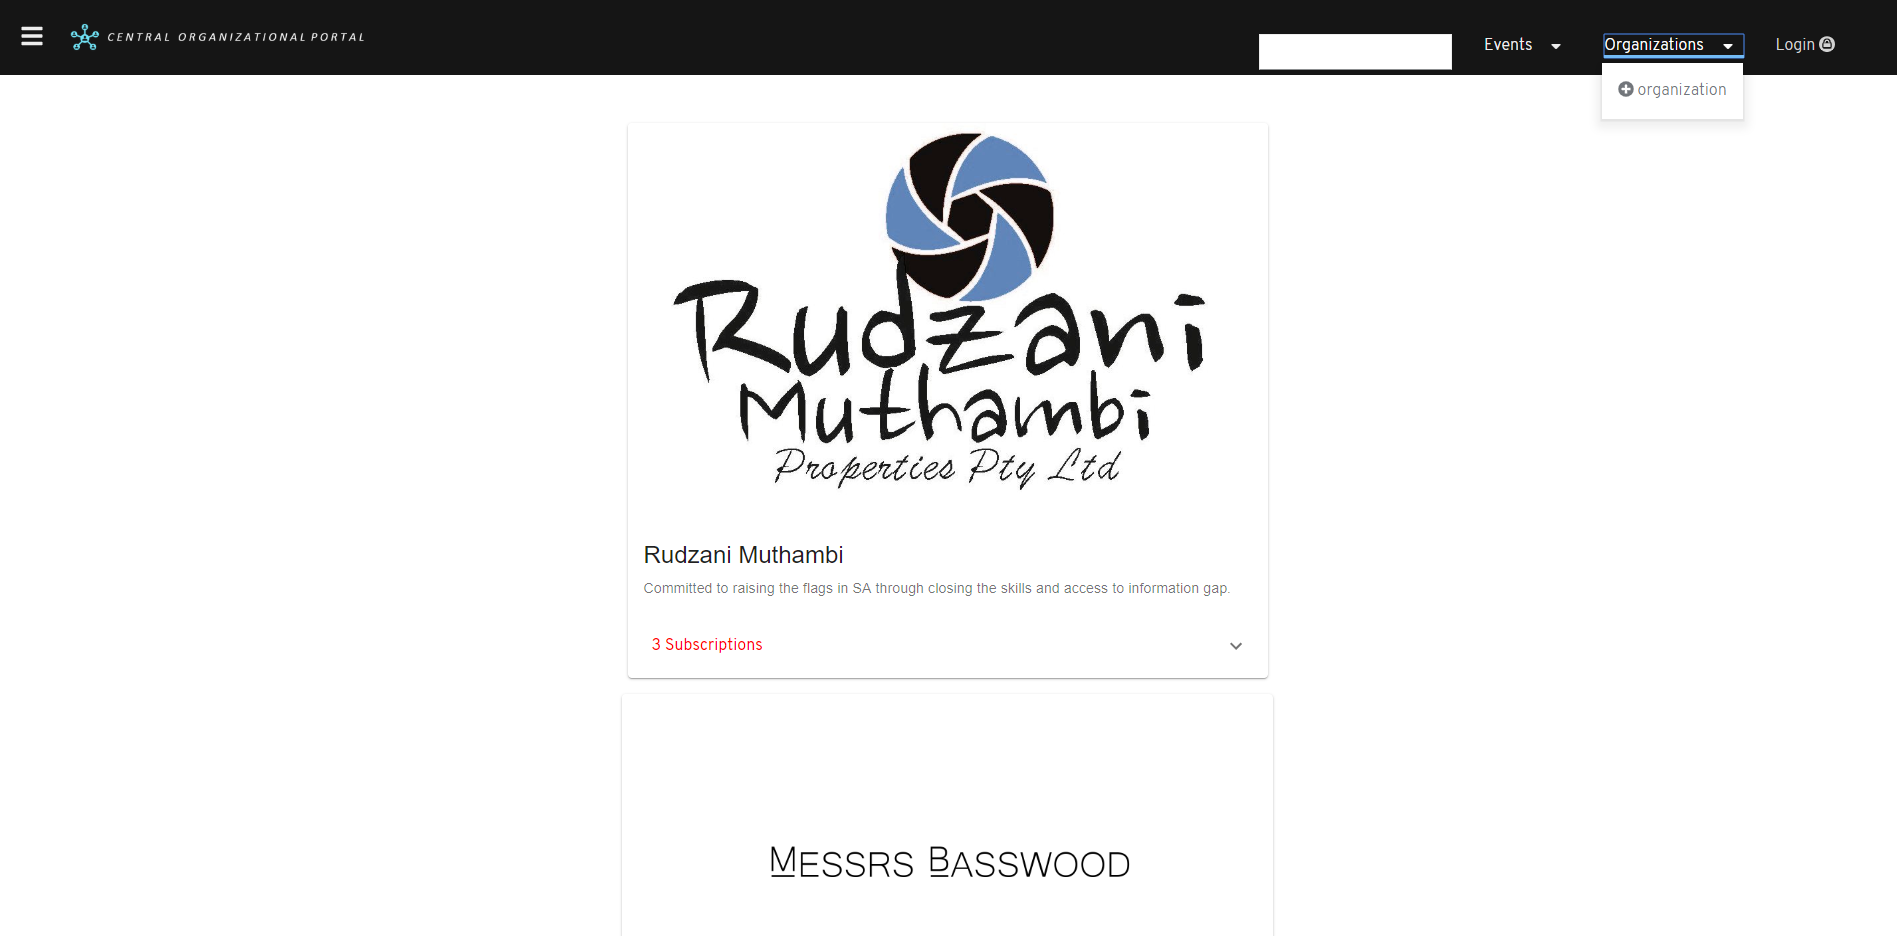 CENTRAL ORGANIZATIONAL PORTAL
Events
Organizations
Login
organization
Rudzani
Muthambi
Properties Pty Ltd
Rudzani Muthambi
Committed to raising the flags in SA through closing the skills and access to information gap.
3 Subscriptions
MESSRS BASSWOOD